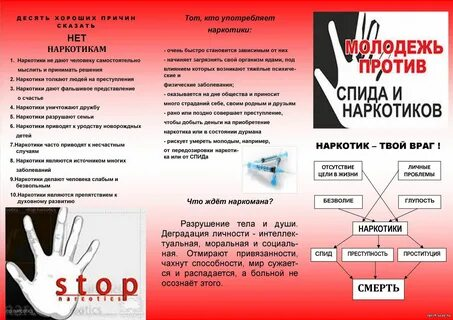 ДЕСЯТЬ ХОРОШИХ ПРИЧИН
СКАЗАТЬ
НЕТ
НАРКОТИКАМ
1. Наркотики не дают человеку самостоятельно
мыслить и принимать решения
2. Наркотики толкают людей на преступления
3. Наркотики дают фальшивое представление
о счастье
4. Наркотики уничтожают дружбу
5. Наркотики разрушают семьи
6. Наркотики приводят к уродству новорожденных
детей
7. Наркотики часто приводят к несчастным
случаям
8. Наркотики являются источником многих
заболеваний
9. Наркотики делают человека слабым и
безвольным
10. Наркотики являются препятствием к
духовному развитию
stop
narcotics
Тот, кто употребляет
наркотики:
- очень быстро становится зависимым от них
- начинает загрязнять свой организм ядами, под
влиянием которых возникают тяжёлые психические
и
физические заболевания;
- оказывается на дне общества и приносит
много страданий себе, своим родным и друзьям
- рано или поздно совершает преступление,
чтобы добыть деньги на приобретение
наркотика или в состоянии дурмана
- рискует умереть молодым, например,
от передозировки наркотика
или от СПИДа
Что ждёт наркомана?
Разрушение тела и души.
Деградация личности - интеллек-
туальная, моральная и социаль-
ная. Отмирают привязанности,
чахнут способности, мир сужает-
ся и распадается, а больной не
осознает этого.
МОЛОДЕЖЬ
ПРОТИВ
СПИДА И
НАРКОТИКОВ
НАРКОТИК – ТВОЙ ВРАГ !
ОТСУТСТВИЕ
ЦЕЛИ В ЖИЗНИ
ЛИЧНЫЕ
ПРОБЛЕМЫ
БЕЗВОЛИЕ
ГЛУПОСТЬ
НАРКОТИКИ
СПИД
ПРЕСТУПНОСТЬ
ПРОСТИТУЦИЯ
СМЕРТЬ